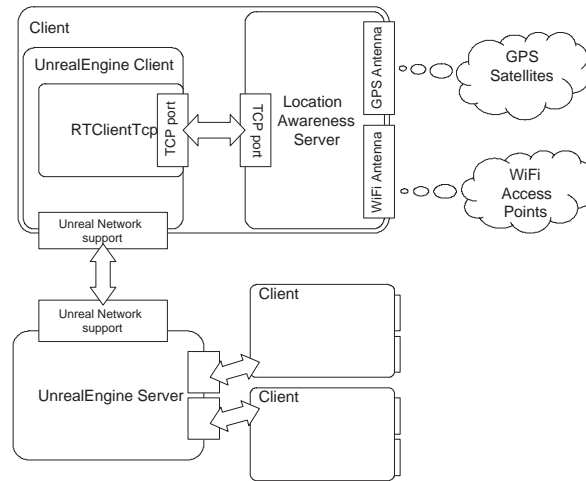 Client
UnrealEngine Client
RTClientTcp
TCP port
TCP port
Location
Awareness
Server
GPS Antenna
WiFi Antenna
GPS
Satellites
WiFi
Access
Points
Unreal Network
support
Unreal Network
support
UnrealEngine Server
Client
Client